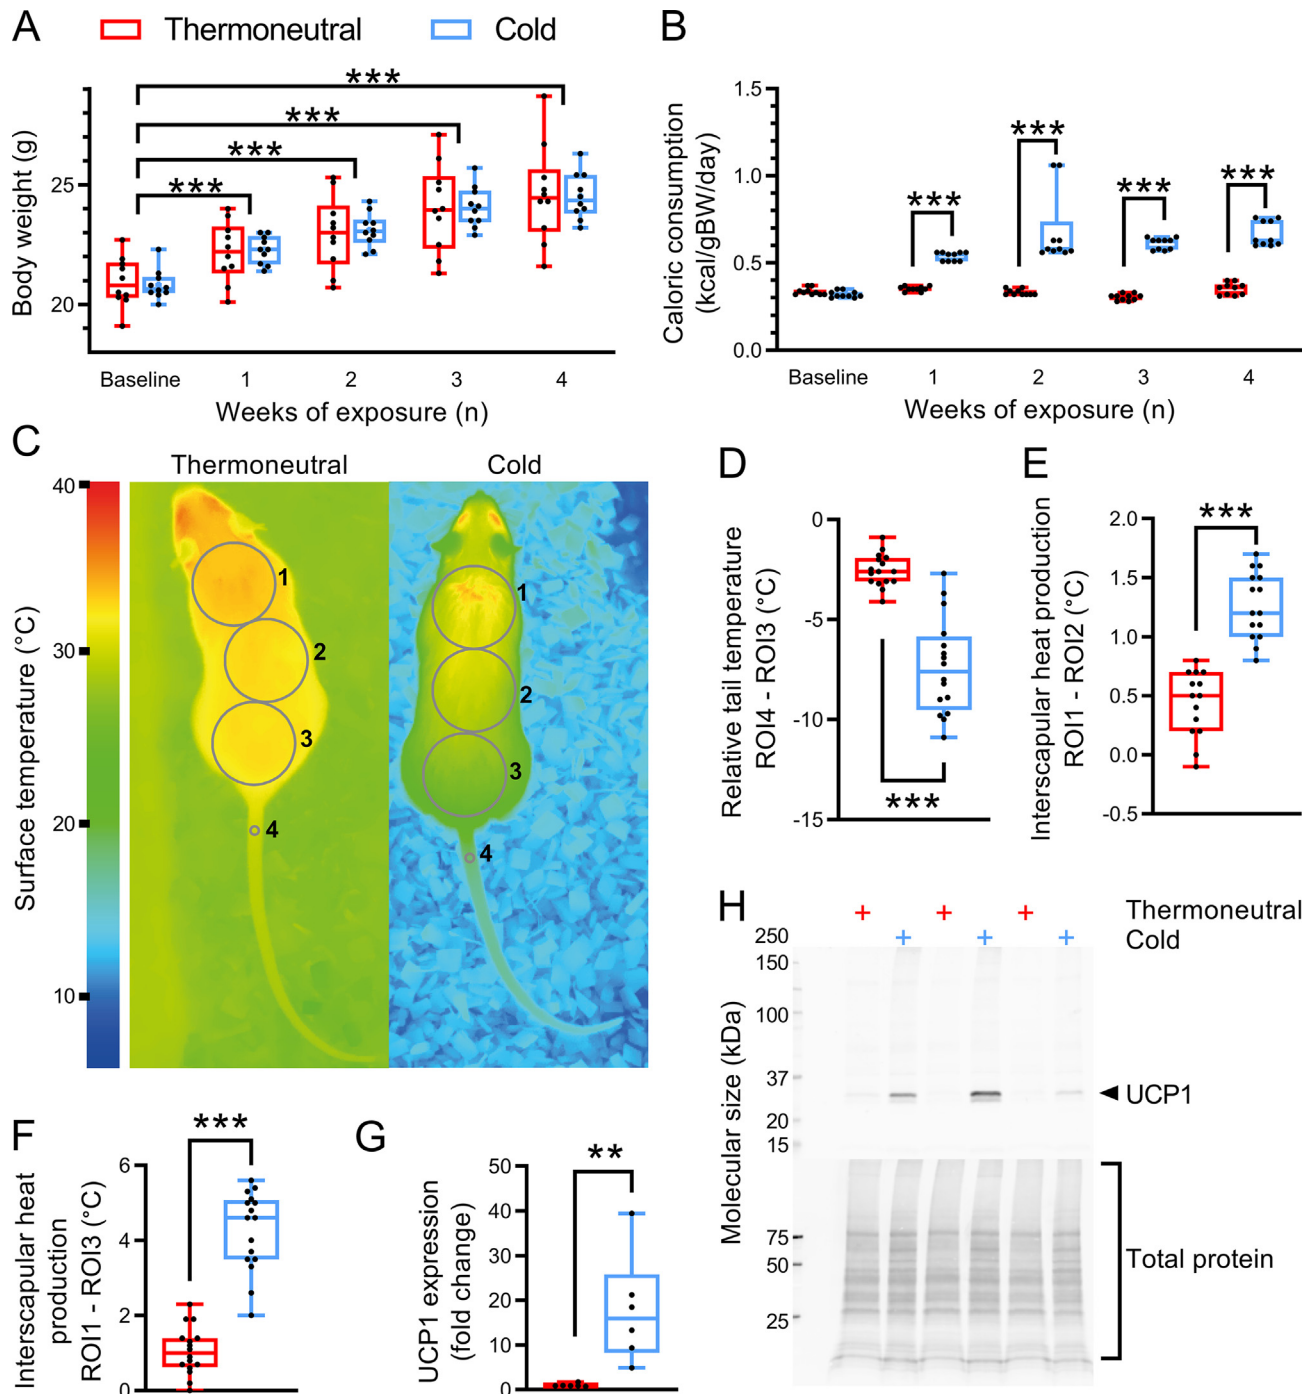 A
Thermoneutral
Cold
Body weight (g)
25
20
***
***
***
***
Baseline
1
2
3
4
Weeks of exposure (n)
B
Caloric consumption
(kcal/gBW/day)
1.5
1.0
0.5
0.0
***
***
***
***
Baseline
1
2
3
4
Weeks of exposure (n)
C
Thermoneutral
Cold
Surface temperature (°C)
40
30
20
10
1
2
3
4
1
2
3
4
D
Relative tail temperature
ROI4 - ROI3 (°C)
0
-5
-10
-15
***
E
Interscapular heat production
ROI1 - ROI2 (°C)
2.0
1.5
1.0
0.5
0.0
-0.5
***
F
Interscapular heat
production
ROI1 - ROI3 (°C)
6
4
2
0
***
G
UCP1 expression
(fold change)
50
40
30
20
10
0
**
H
+ + + Thermoneutral
+ + + Cold
Molecular size (kDa)
250
150
100
37
20
15
UCP1
75
50
25
Total protein